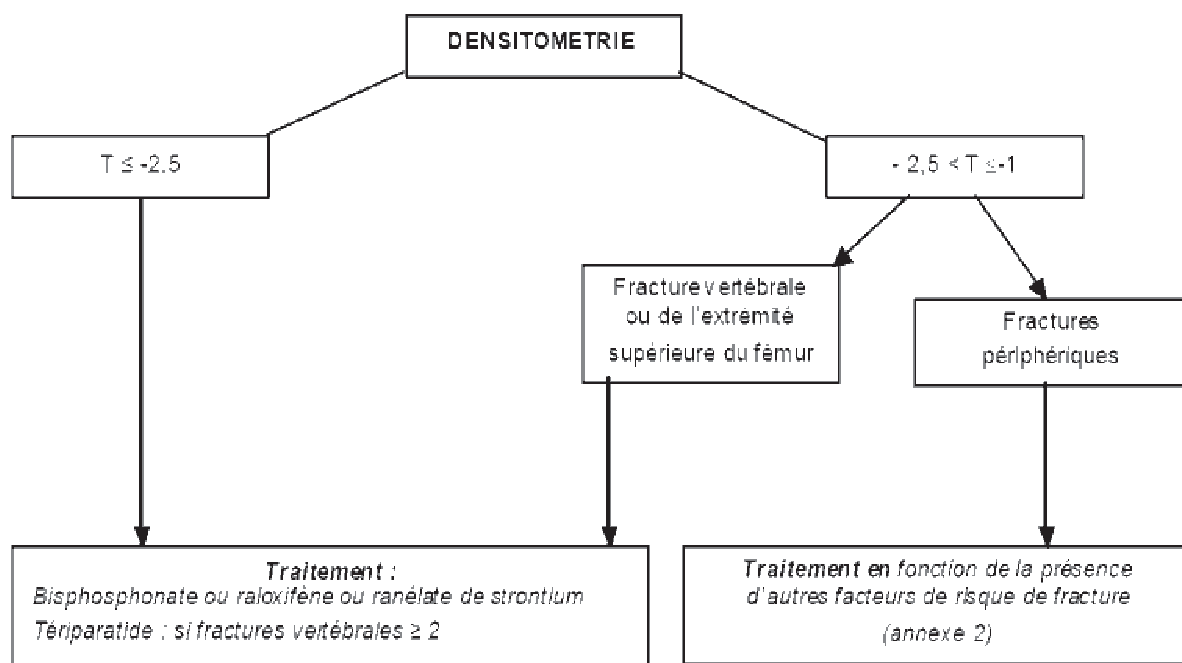 DENSITOMETRIE
T ≤ -2.5
- 2,5 < T ≤-1
Fracture vertébrale
ou de l'extrémité
supérieure du fémur
Fractures
périphériques
Traitement :
Bisphosphonate ou raloxifène ou ranélate de strontium
Tériparatide : si fractures vertébrales ≥ 2
Traitement en fonction de la présence
d'autres facteurs de risque de fracture
(annexe 2)